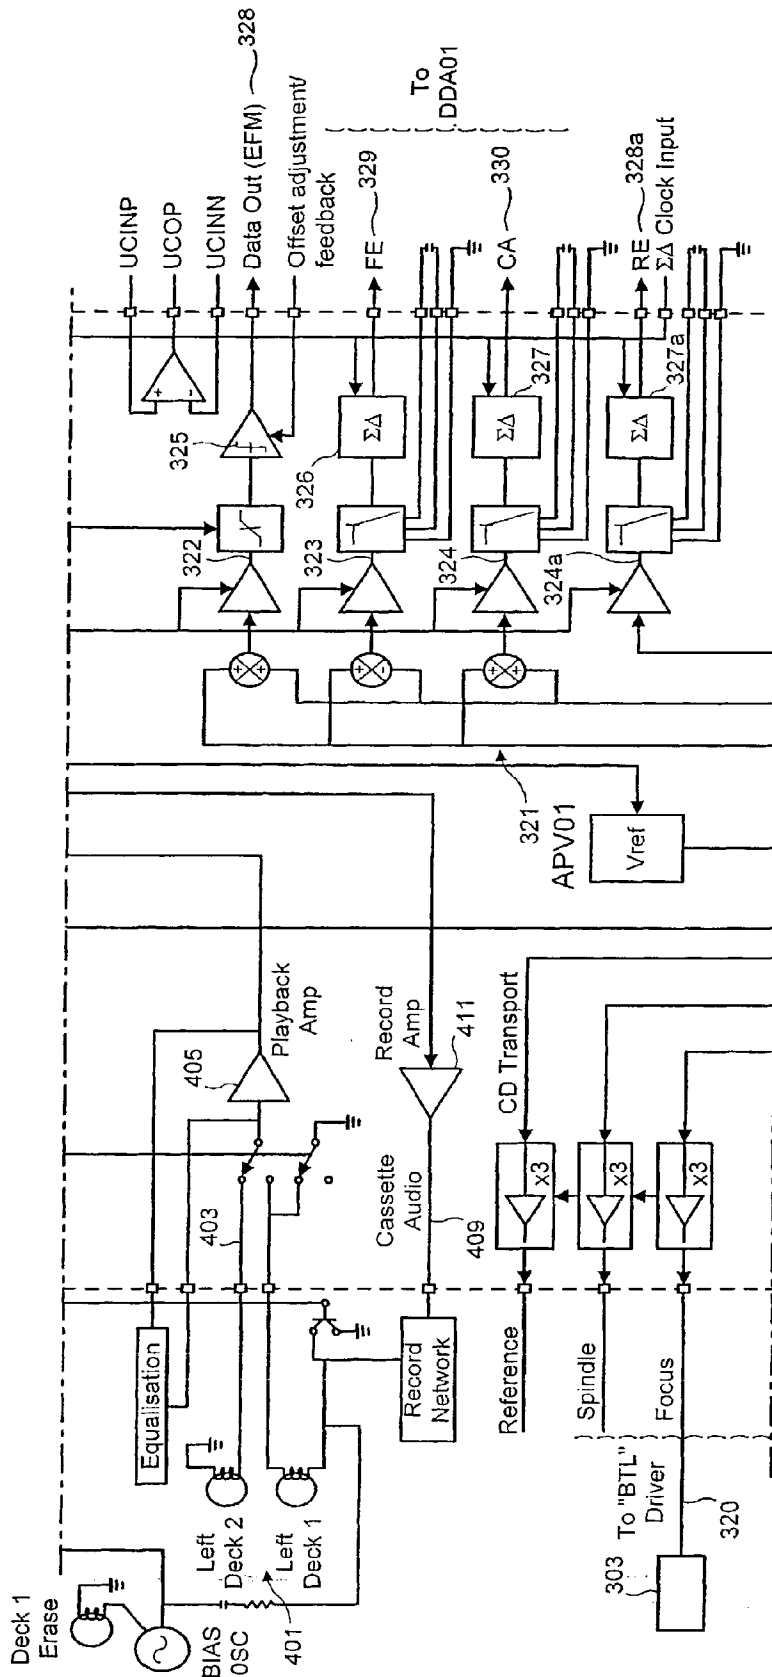 Deck 1
Erase
BIAS
OSC
401
Left
Deck 2
Left
Deck 1
Equalisation
Record
Network
403
405
Playback
Amp
Cassette
Audio
409
Record
Amp
411
CD Transport
Reference
Spindle
Focus
x3
x3
x3
To "BTL"
Driver
320
303
321
APV01
Vref
+
+
+
-
+
+
322
323
324
324a
325
326
ΣΔ
ΣΔ
327
ΣΔ
327a
+
-
UCINP
UCOP
UCINN
Data Out (EFM)
328
Offset adjustment/
feedback
FE
329
To
DDA01
CA
330
RE
328a
ΣΔ Clock Input